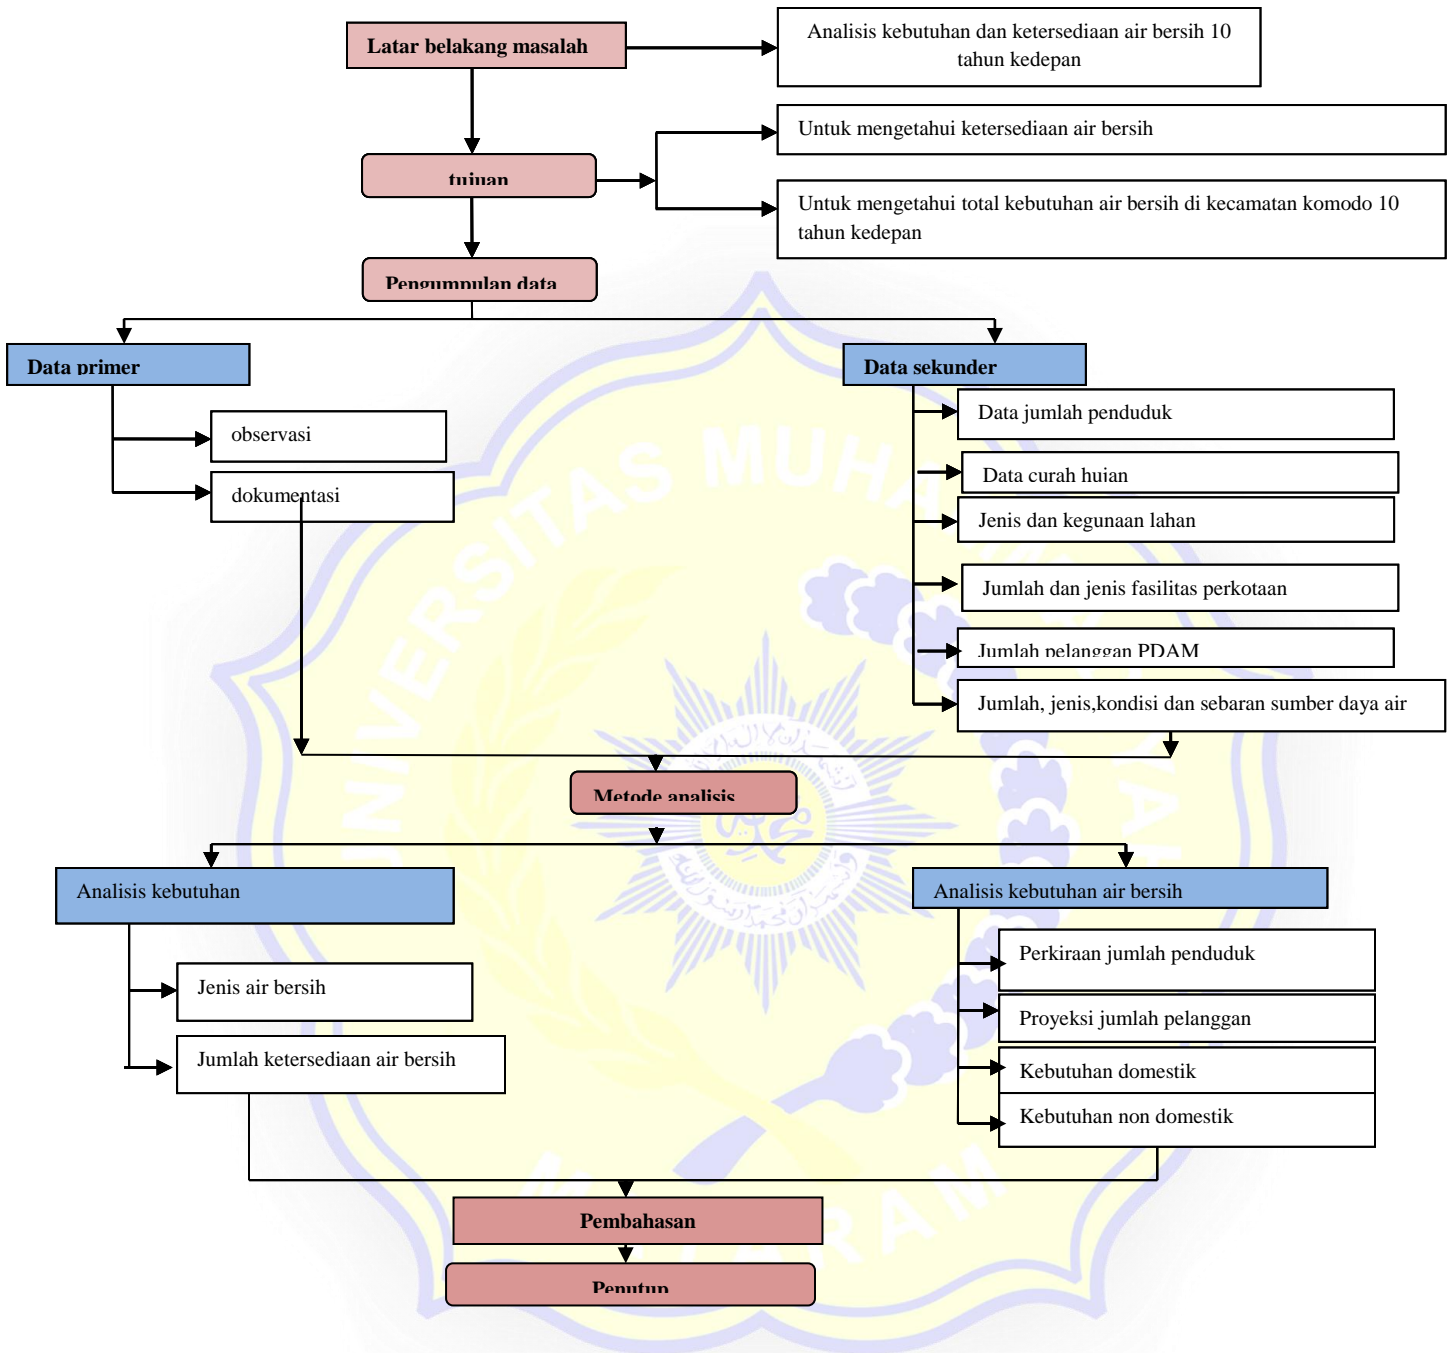 Latar belakang masalah
Analisis kebutuhan dan ketersediaan air bersih 10
tahun kedepan
Untuk mengetahui ketersediaan air bersih
tujuan
Untuk mengetahui total kebutuhan air bersih di kecamatan komodo 10
tahun kedepan
Pengumpulan data
Data primer
Data sekunder
observasi
dokumentasi
Data jumlah penduduk
Data curah hujan
Jenis dan kegunaan lahan
Jumlah dan jenis fasilitas perkotaan
Jumlah pelanggan PDAM
Jumlah, jenis,kondisi dan sebaran sumber daya air
Metode analisis
Analisis kebutuhan
Analisis kebutuhan air bersih
Jenis air bersih
Jumlah ketersediaan air bersih
Perkiraan jumlah penduduk
Proyeksi jumlah pelanggan
Kebutuhan domestik
Kebutuhan non domestik
Pembahasan
Penutup
UNIVERSITAS MUHAMMADIYAH
MATARAM